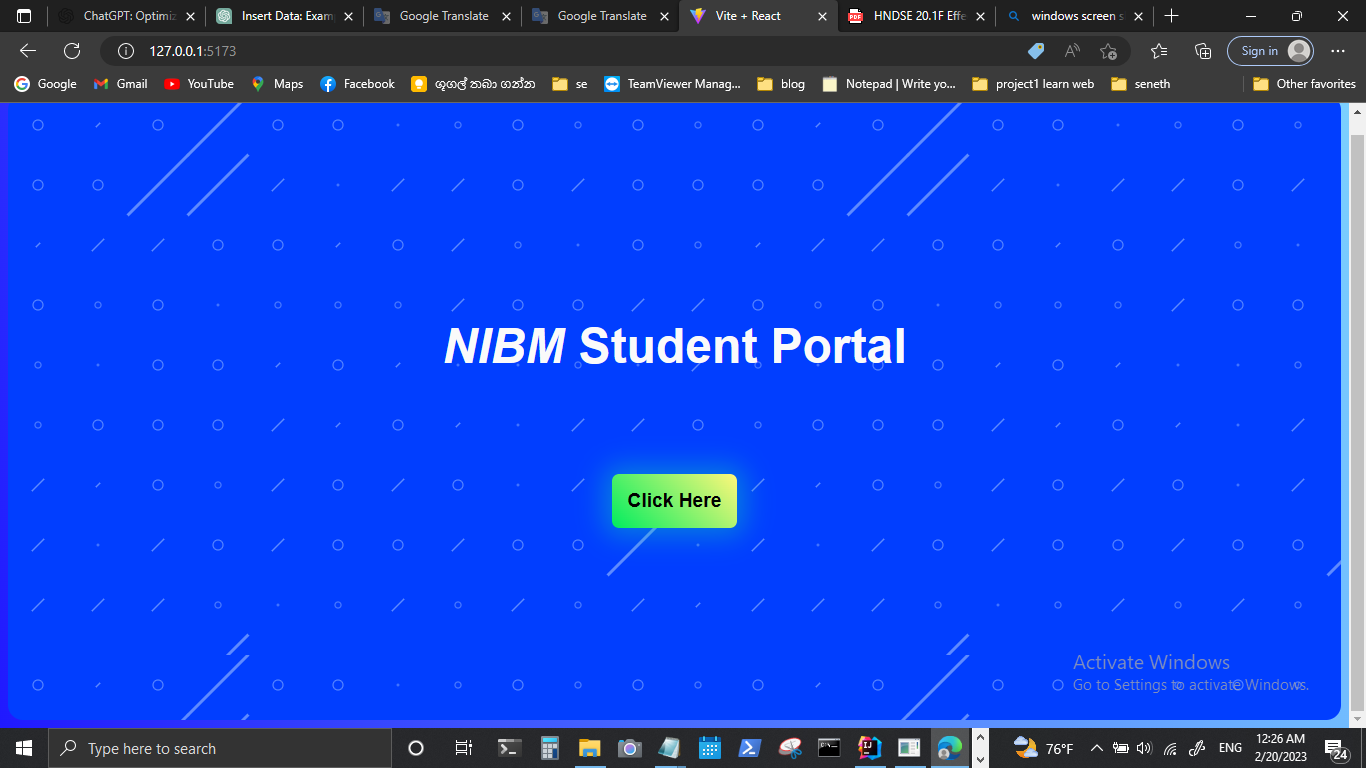 ChatGPT: Optimiz
Insert Data: Exam
Google Translate
Google Translate
Vite + React
HNDSE 20.1F Effe
windows screen s
127.0.0.1:5173
Sign in
Google
Gmail
YouTube
Maps
Facebook
ගූගල් තබා ගන්න
se
TeamViewer Manag...
blog
Notepad | Write yo...
project1 learn web
seneth
Other favorites
NIBM Student Portal
Click Here
Activate Windows
Go to Settings to activate Windows.
Type here to search
76°F
ENG
12:26 AM
2/20/2023
24